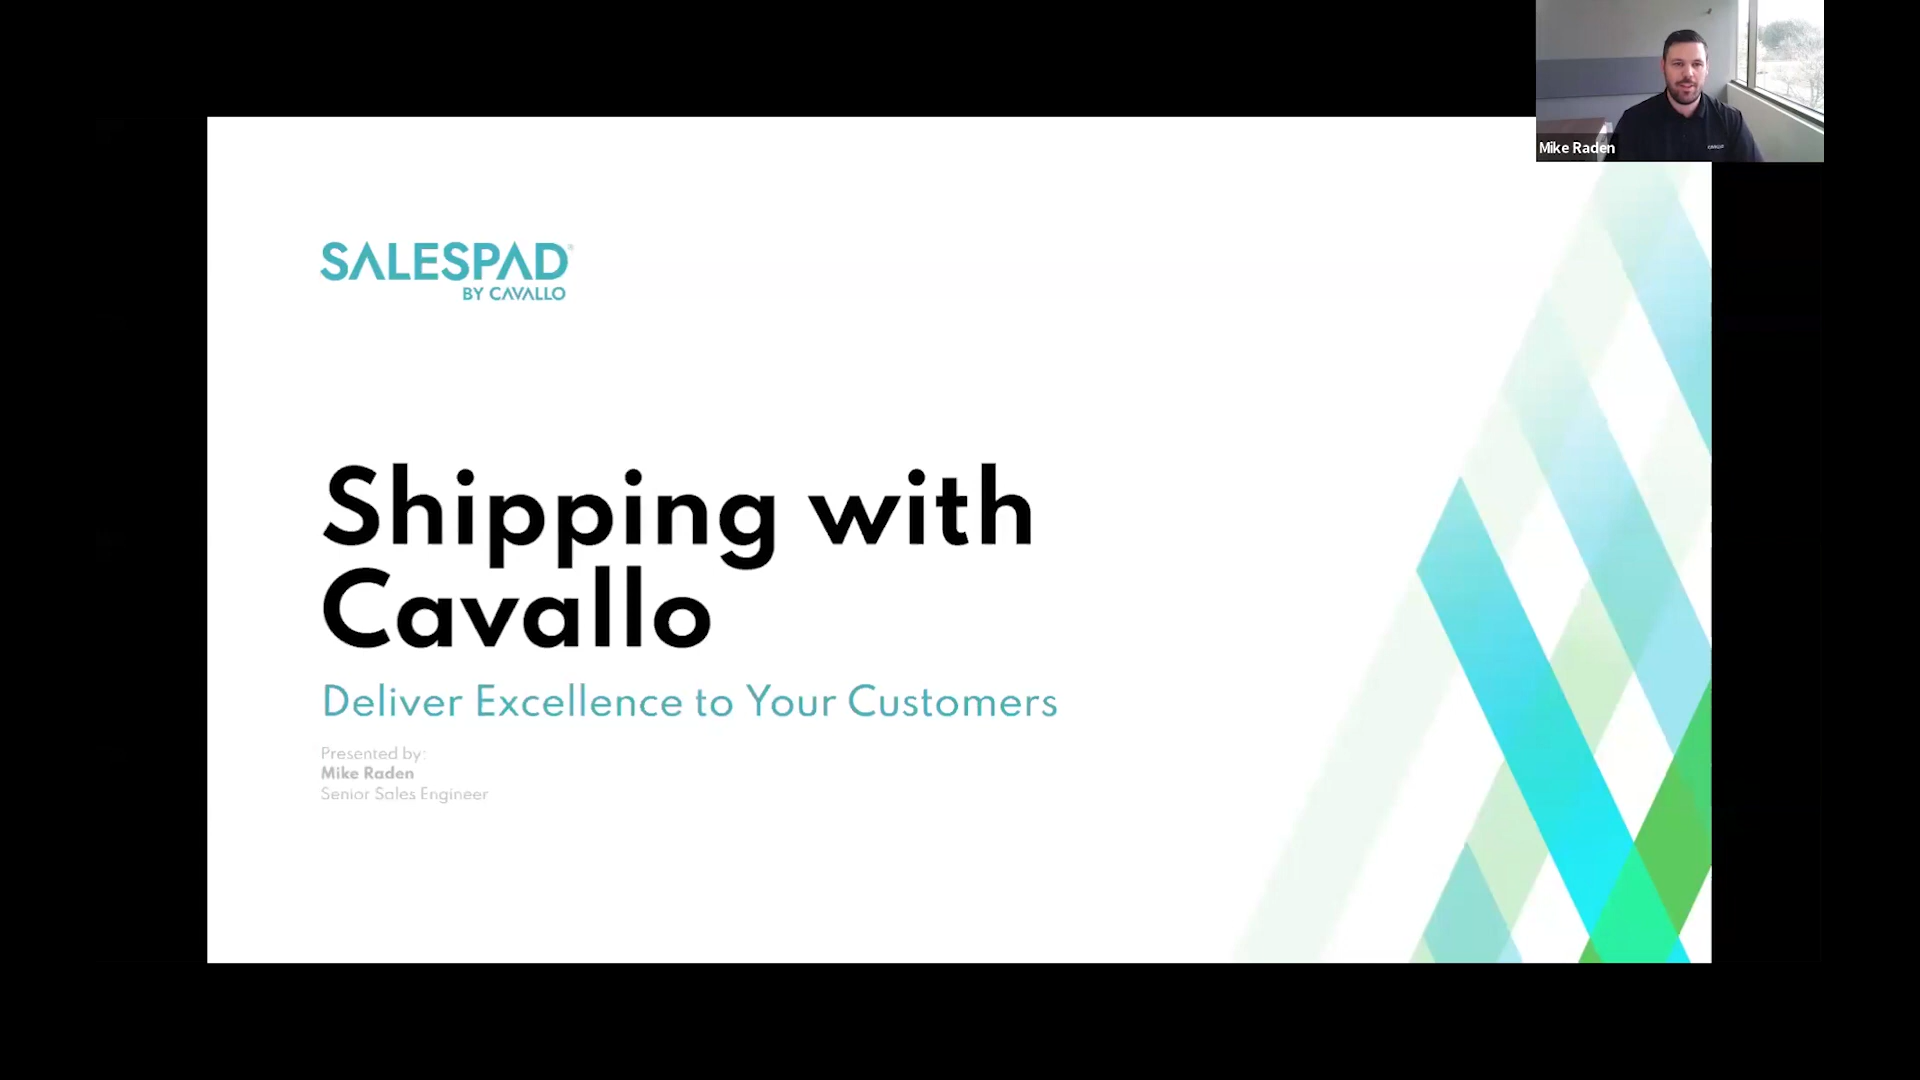 SALESPAD®
BY CAVALLO
Shipping with
Cavallo
Deliver Excellence to Your Customers
Presented by:
Mike Raden
Senior Sales Engineer
Mike Raden
CAVALLO